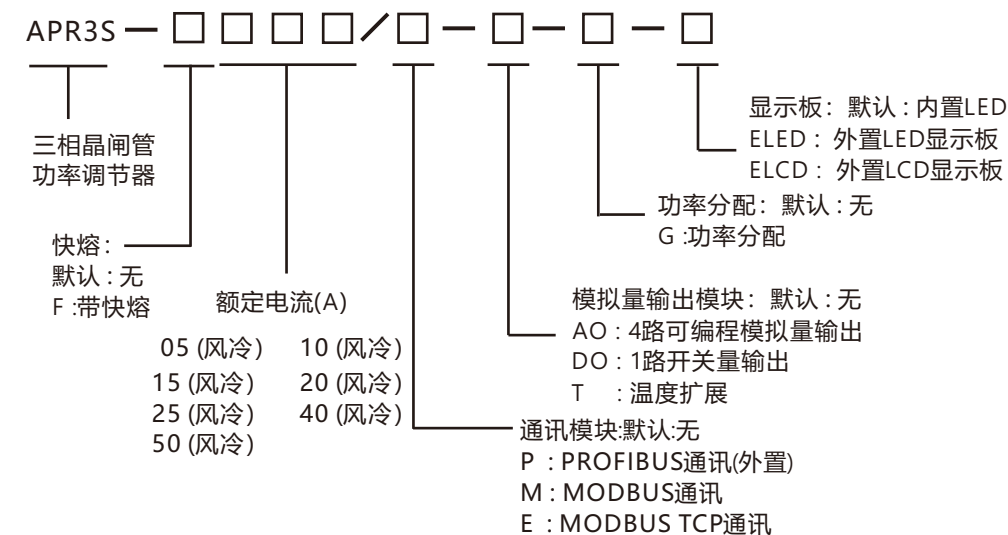 APR3S — □ □ □ □ / □ — □ — □ — □
三相晶闸管
功率调节器
快熔：
默认 : 无
F :带快熔
额定电流(A)
05 (风冷) 10 (风冷)
15 (风冷) 20 (风冷)
25 (风冷) 40 (风冷)
50 (风冷)
通讯模块:默认:无
P : PROFIBUS通讯(外置)
M : MODBUS通讯
E : MODBUS TCP通讯
模拟量输出模块：默认 : 无
AO : 4路可编程模拟量输出
DO : 1路开关量输出
T : 温度扩展
功率分配：默认 : 无
G :功率分配
显示板：默认 : 内置LED
ELED : 外置LED显示板
ELCD : 外置LCD显示板